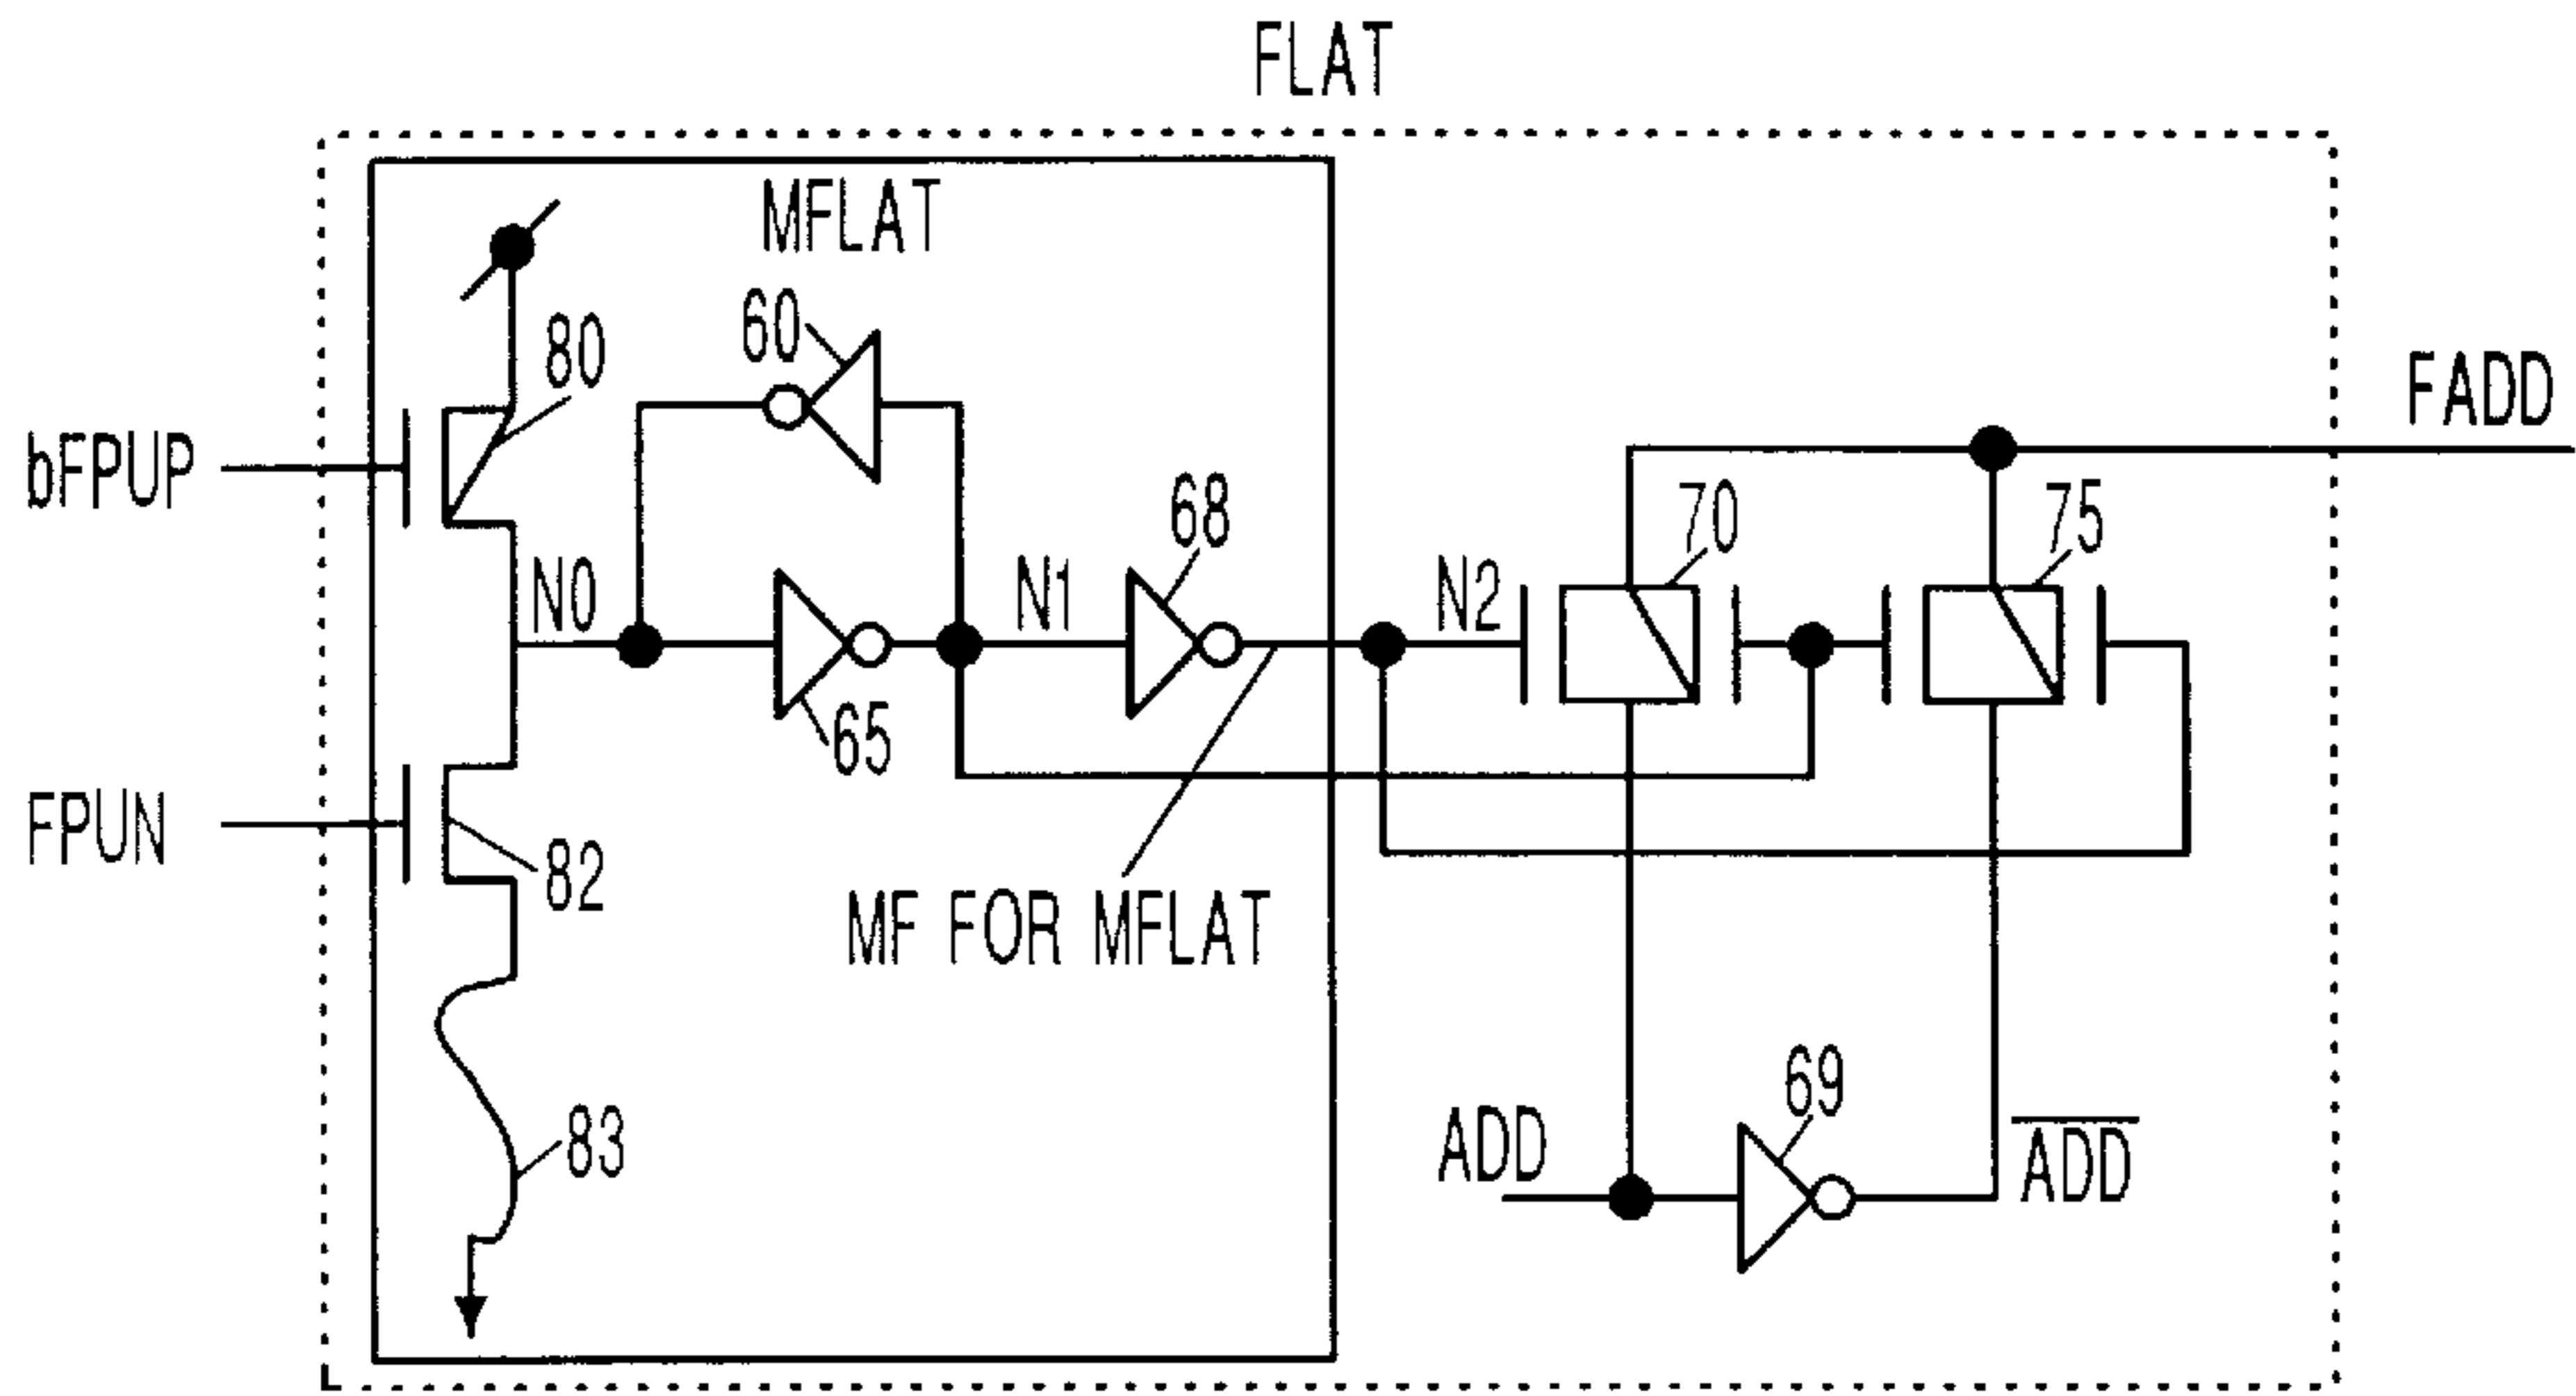 FLAT
MFLAT
60
80
bFPUP
FADD
N0
N1
68
N2
70
75
65
FPUN
82
MF FOR MFLAT
83
ADD
69
A̅D̅D̅